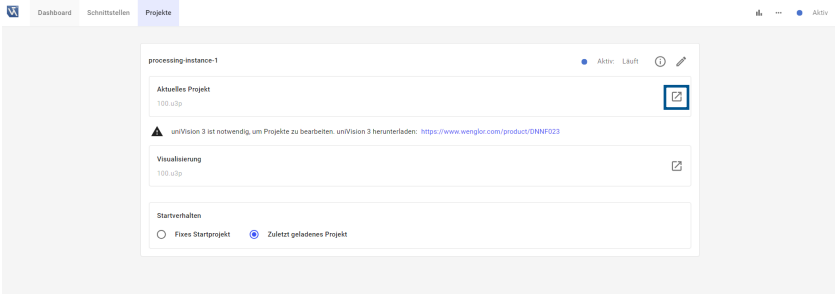 Dashboard Schnittstellen Projekte Aktiv
processing-instance-1 Aktiv: Läuft
Aktuelles Projekt
100.u3p
uniVision 3 ist notwendig, um Projekte zu bearbeiten. uniVision 3 herunterladen: https://www.wenglor.com/product/DNNF023
Visualisierung
100.u3p
Startverhalten
Fixes Startprojekt Zuletzt geladenes Projekt